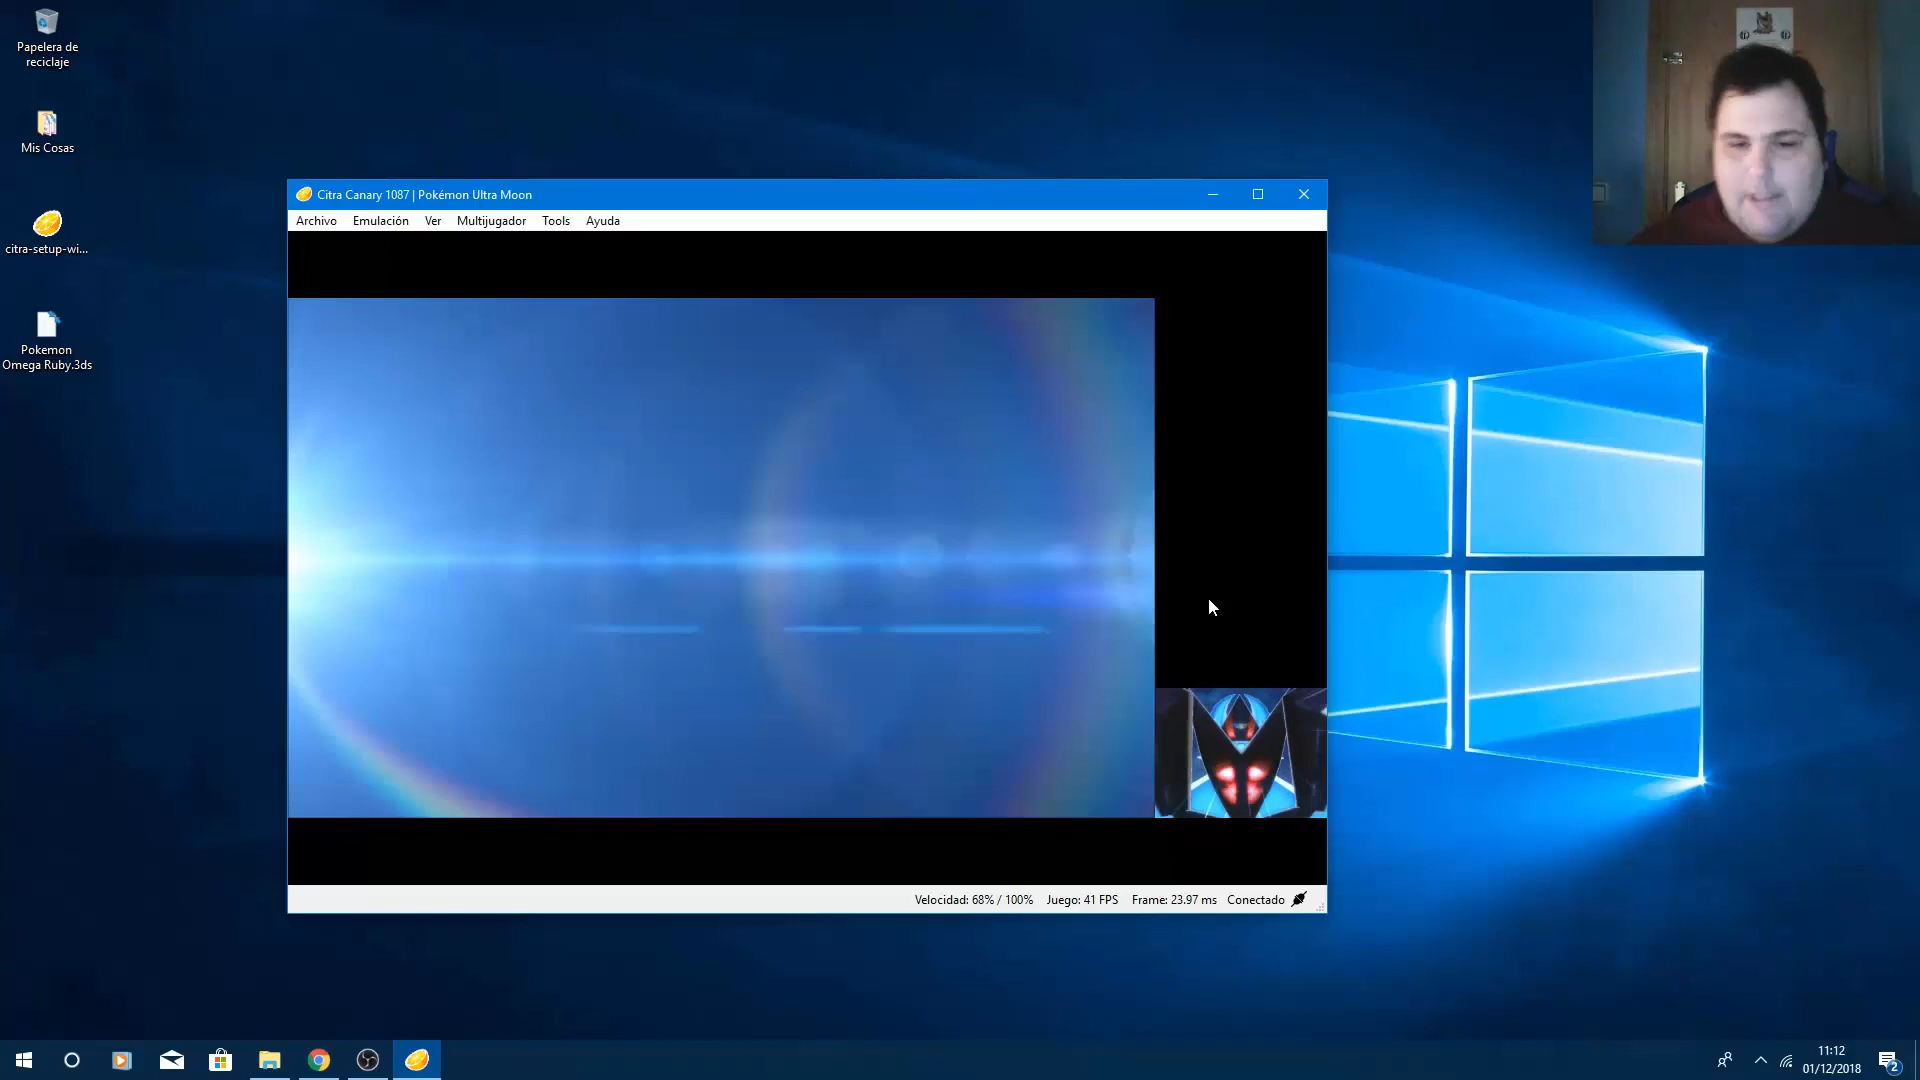 Papelera de
reciclaje
Mis Cosas
citra-setup-wi...
Pokemon
Omega Ruby.3ds
Citra Canary 1087 | Pokémon Ultra Moon
Archivo Emulación Ver Multijugador Tools Ayuda
Velocidad: 68% / 100% Juego: 41 FPS Frame: 23.97 ms Conectado
11:12
01/12/2018
2